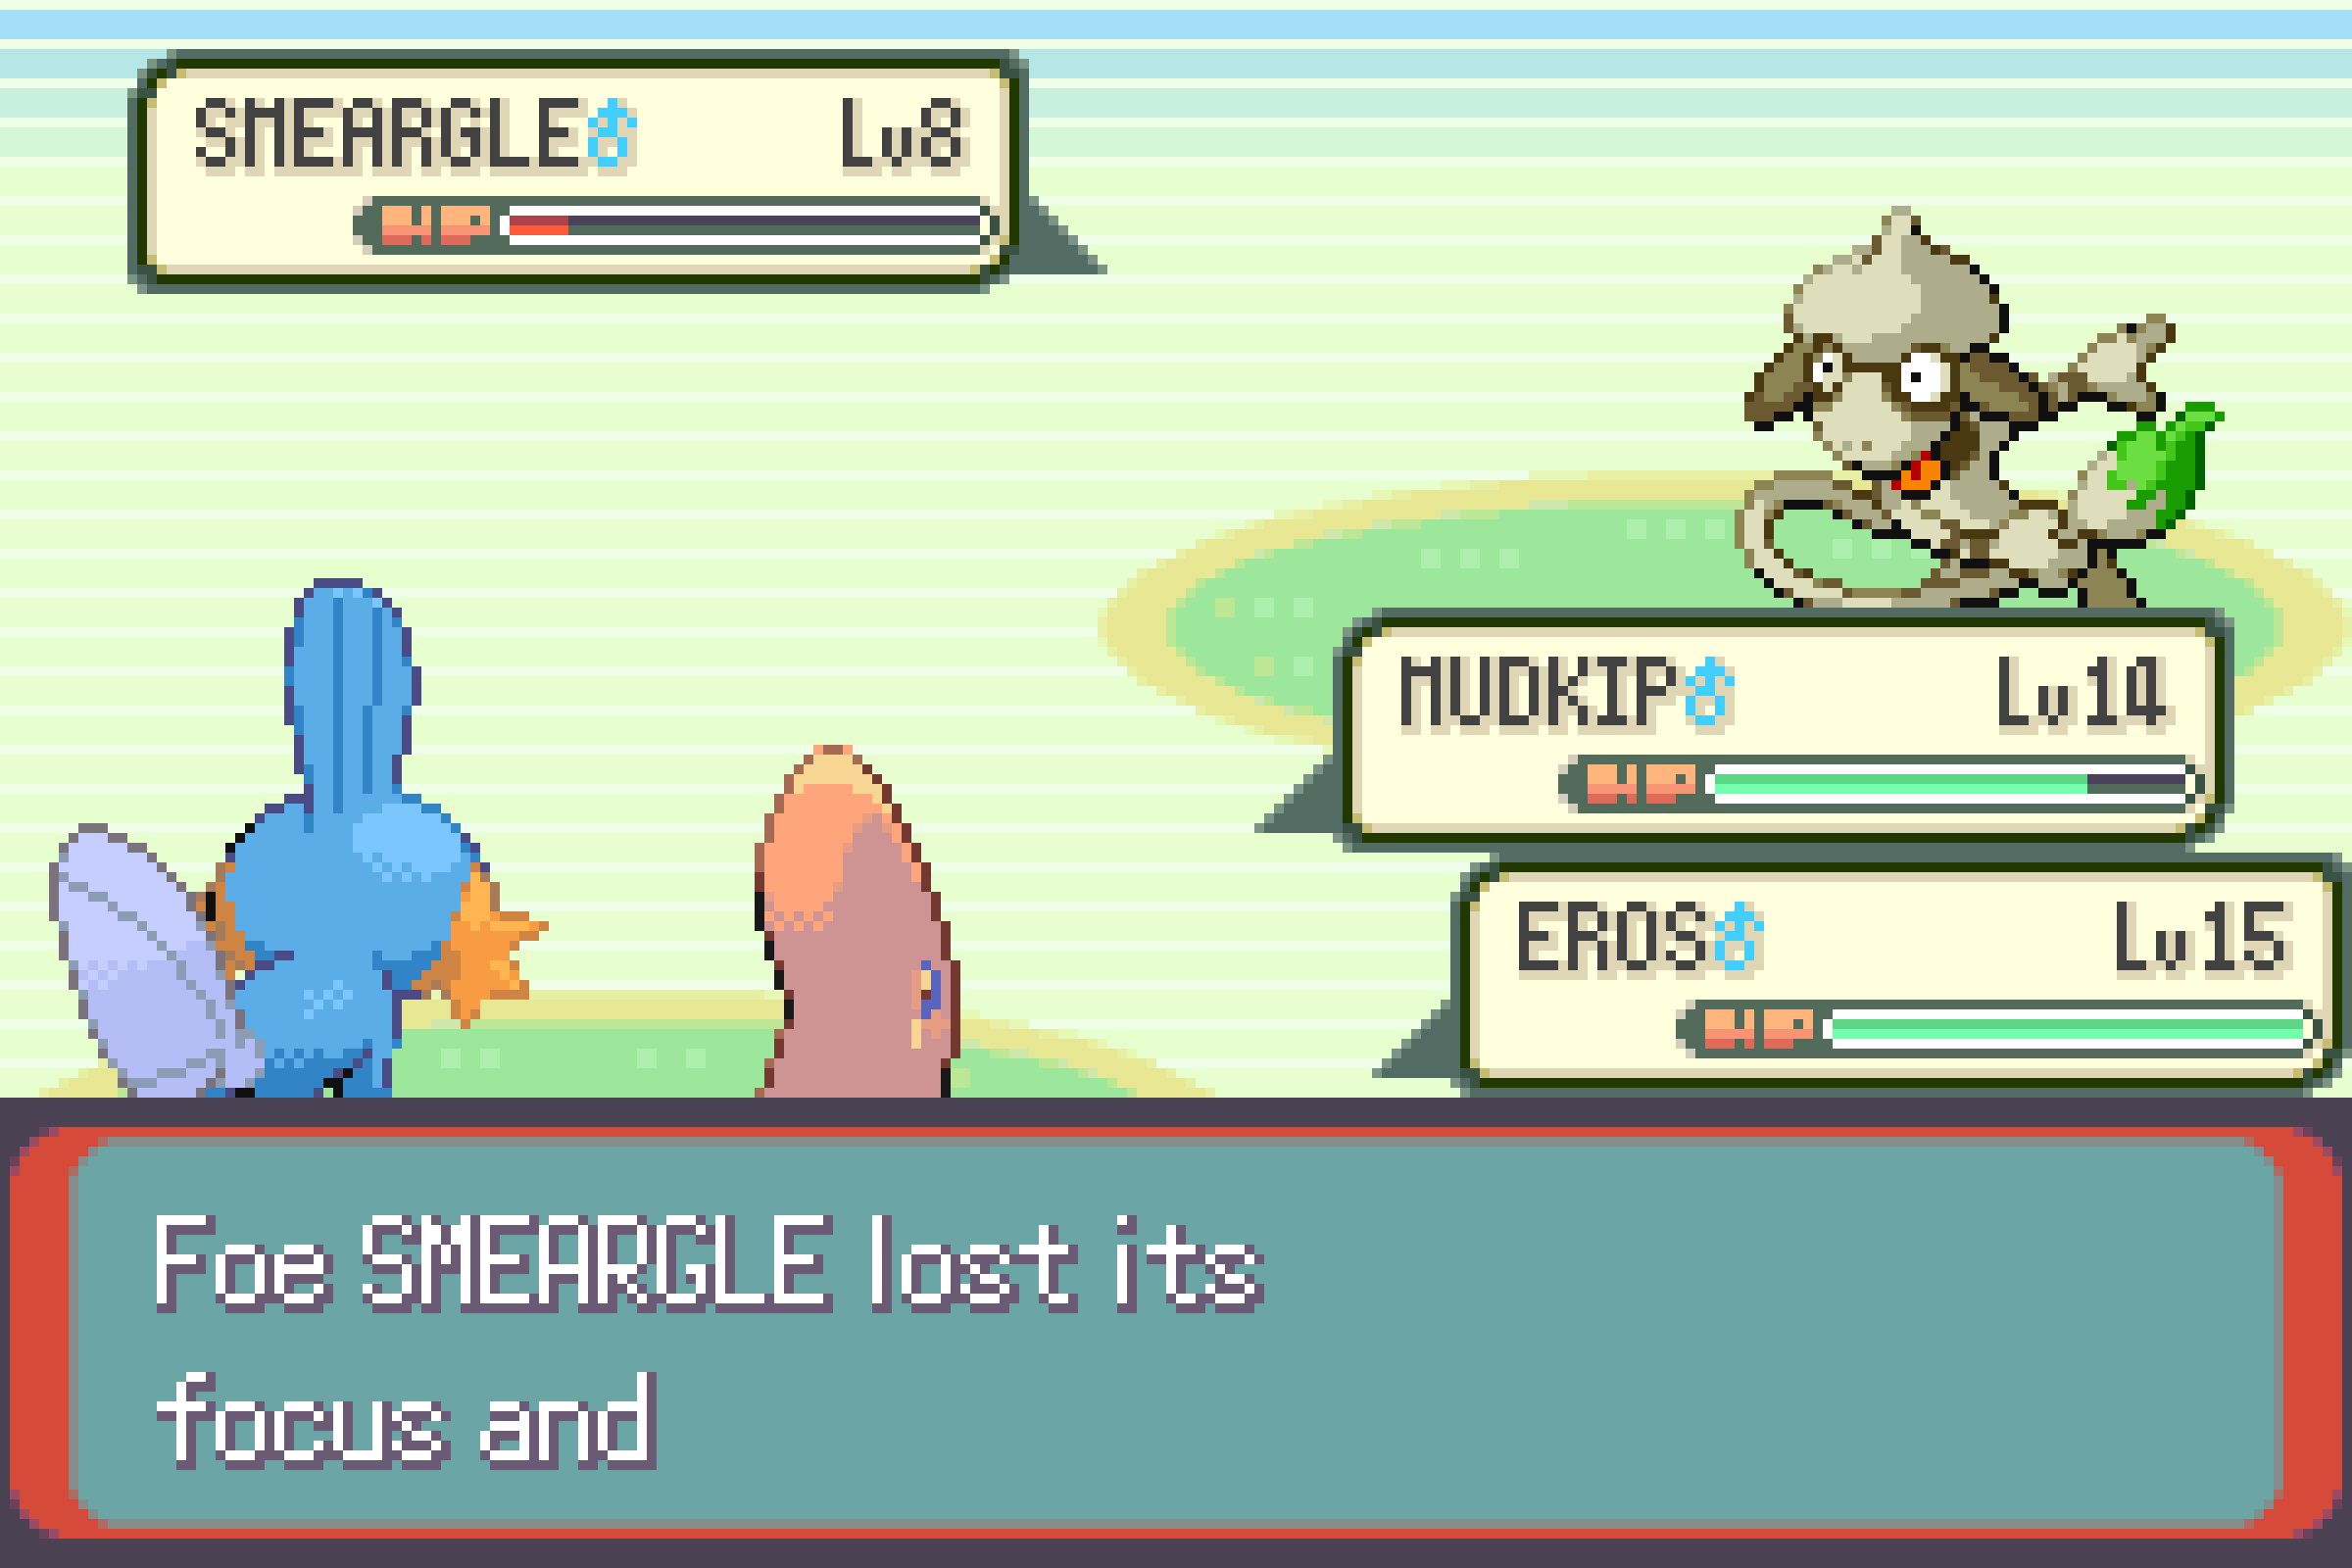 SMEARGLE♂ Lv8
HP
MUDKIP♂ Lv14
HP
EROS♂ Lv15
HP
Foe SMEARGLE lost its
focus and